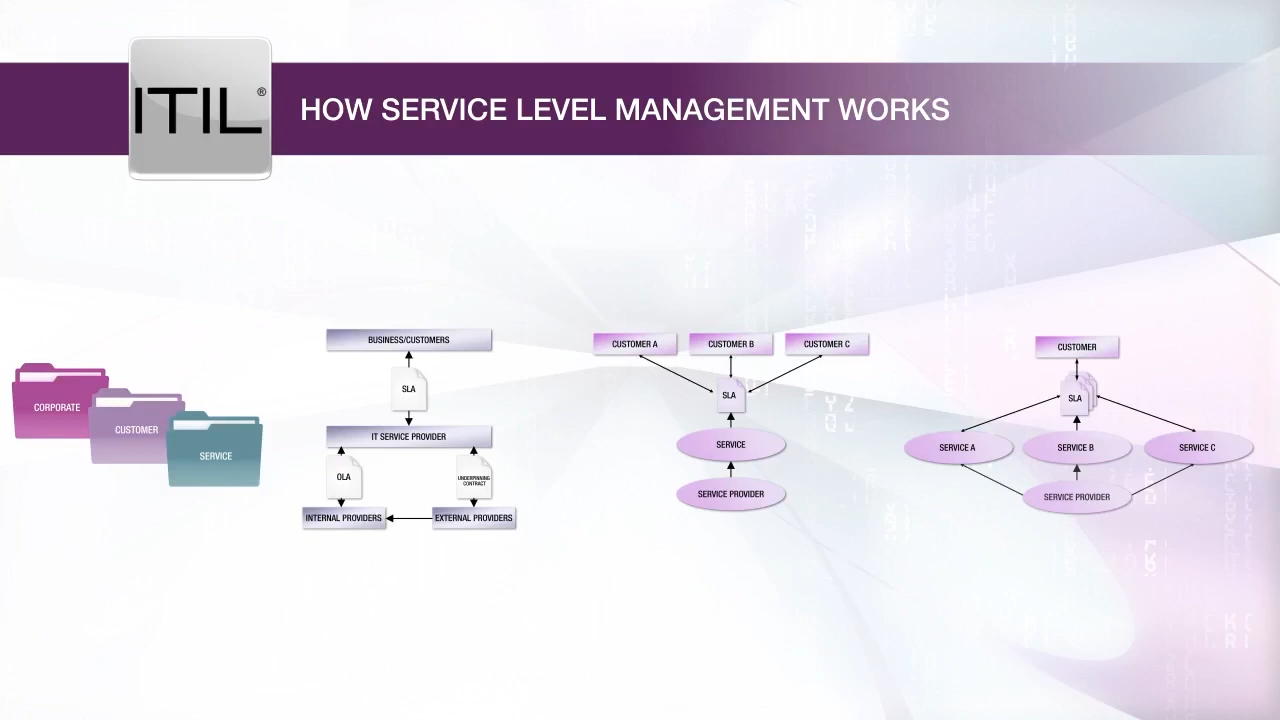 ITIL®
HOW SERVICE LEVEL MANAGEMENT WORKS
CORPORATE
CUSTOMER
SERVICE
BUSINESS/CUSTOMERS
SLA
IT SERVICE PROVIDER
OLA
UNDERPINNING
CONTRACT
INTERNAL PROVIDERS
EXTERNAL PROVIDERS
CUSTOMER A
CUSTOMER B
CUSTOMER C
SLA
SERVICE
SERVICE PROVIDER
CUSTOMER
SLA
SERVICE A
SERVICE B
SERVICE C
SERVICE PROVIDER